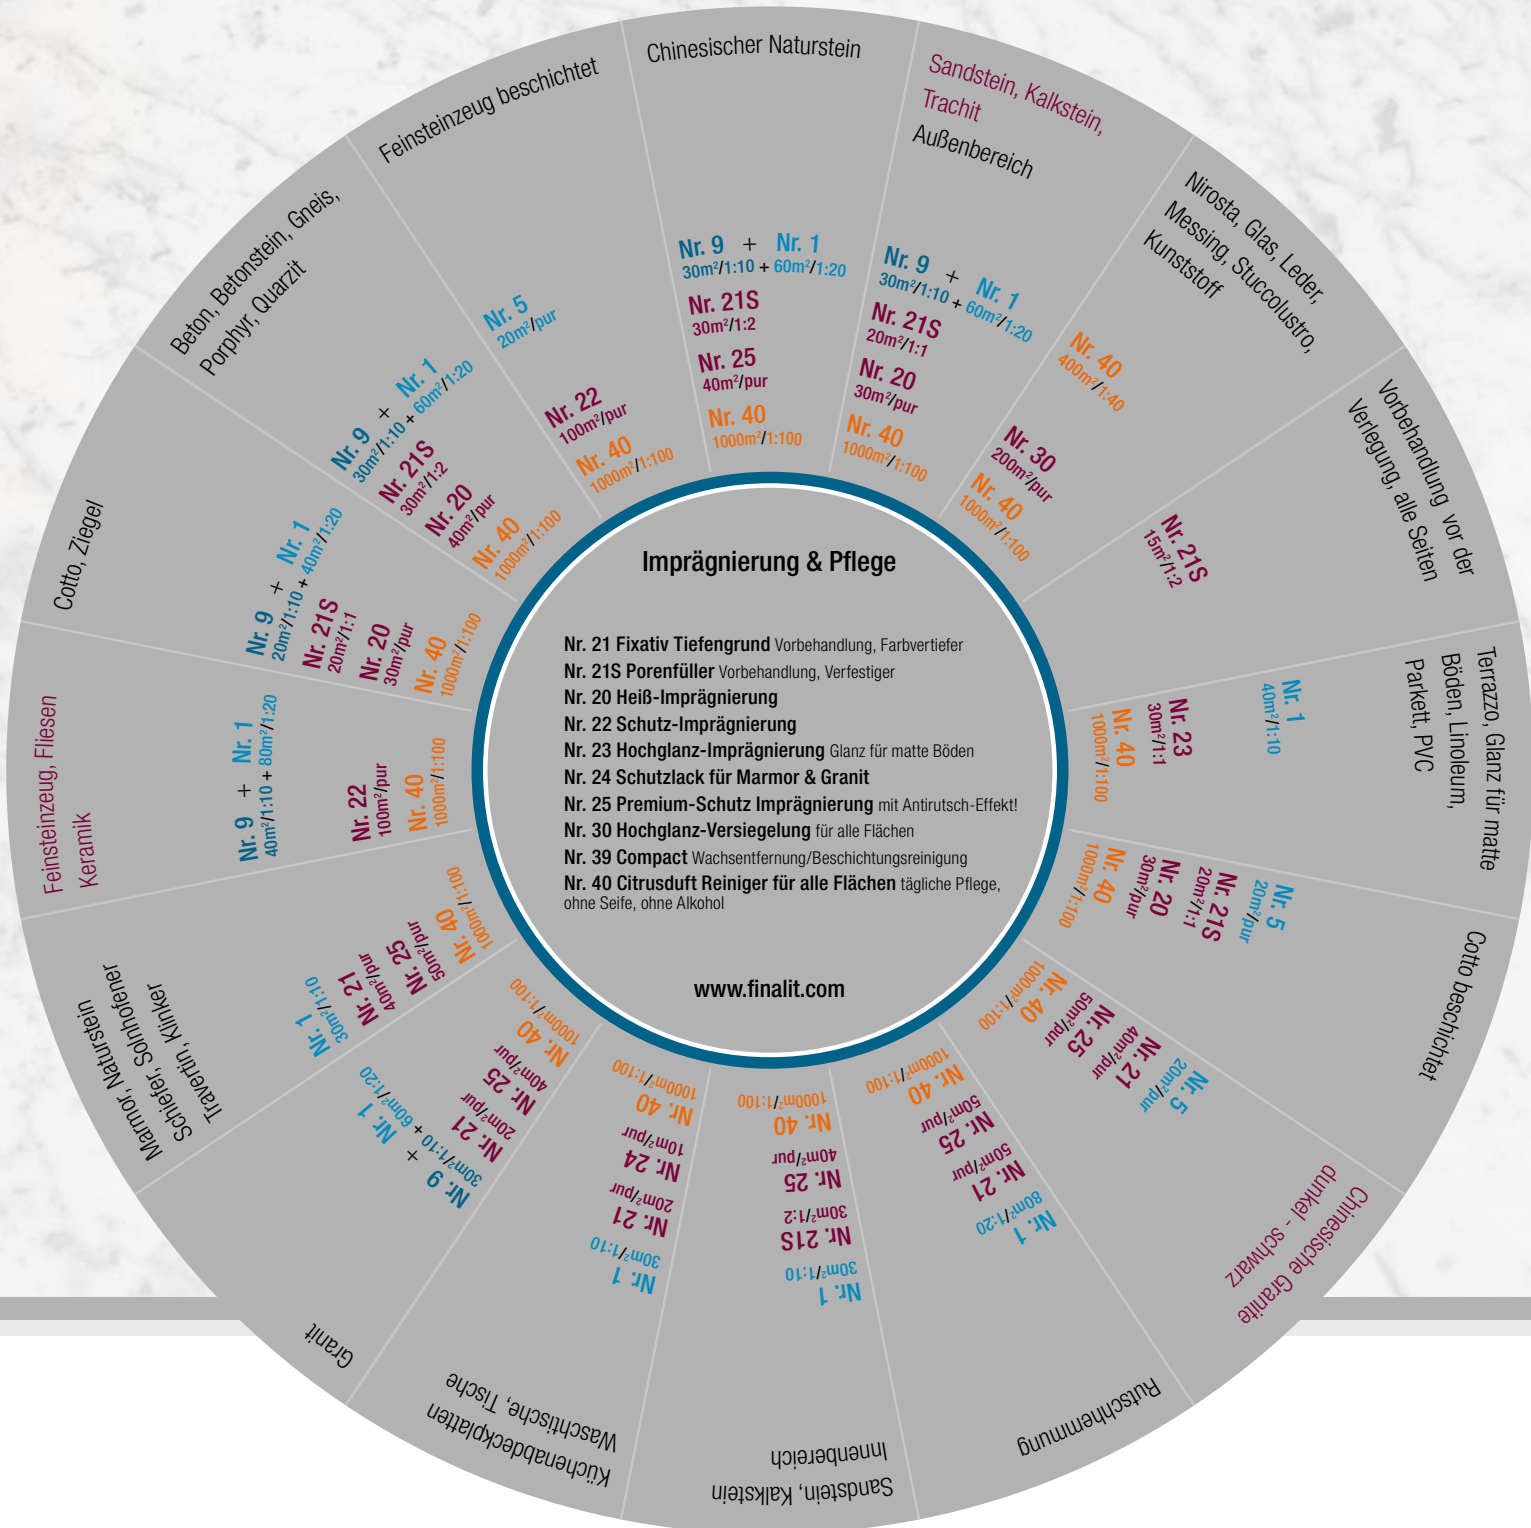 Chinesischer Naturstein
Nr. 9 + Nr. 1
30m²/1:10 + 60m²/1:20
Nr. 21S
30m²/1:2
Nr. 25
40m²/pur
Nr. 40
1000m²/1:100
Sandstein, Kalkstein,
Trachit
Außenbereich
Nr. 9 + Nr. 1
30m²/1:10 + 60m²/1:20
Nr. 21S
20m²/1:1
Nr. 20
30m²/pur
Nr. 40
1000m²/1:100
Nirosta, Glas, Leder,
Messing, Stuccolustro,
Kunststoff
Nr. 40
400m²/1:40
Nr. 30
200m²/pur
Nr. 40
1000m²/1:100
Vorbehandlung vor der
Verlegung, alle Seiten
Nr. 21S
15m²/1:2
Terrazzo, Glanz für matte
Böden, Linoleum,
Parkett, PVC
Nr. 1
40m²/1:10
Nr. 23
30m²/1:1
Nr. 40
1000m²/1:100
Cotto beschichtet
Nr. 5
20m²/pur
Nr. 21S
20m²/1:1
Nr. 20
30m²/pur
Nr. 40
1000m²/1:100
Chinesische Granite
dunkel - schwarz
Nr. 5
20m²/pur
Nr. 21
40m²/pur
Nr. 25
50m²/pur
Nr. 40
1000m²/1:100
Rutschhemmung
Nr. 1
80m²/1:20
Nr. 21
50m²/pur
Nr. 25
50m²/pur
Nr. 40
1000m²/1:100
Sandstein, Kalkstein
Innenbereich
Nr. 1
30m²/1:10
Nr. 21S
30m²/1:2
Nr. 25
40m²/pur
Nr. 40
1000m²/1:100
Küchenabdeckplatten
Waschtische, Tische
Nr. 1
30m²/1:10
Nr. 21
20m²/pur
Nr. 24
10m²/pur
Nr. 40
1000m²/1:100
Granit
Nr. 9 + Nr. 1
30m²/1:10 + 60m²/1:20
Nr. 21
20m²/pur
Nr. 25
40m²/pur
Nr. 40
1000m²/1:100
Marmor, Naturstein
Schiefer, Solnhofener
Travertin, Klinker
Nr. 1
30m²/1:10
Nr. 21
40m²/pur
Nr. 25
50m²/pur
Nr. 40
1000m²/1:100
Feinsteinzeug, Fliesen
Keramik
Nr. 9 + Nr. 1
40m²/1:10 + 80m²/1:20
Nr. 22
100m²/pur
Nr. 40
1000m²/1:100
Cotto, Ziegel
Nr. 9 + Nr. 1
20m²/1:10 + 40m²/1:20
Nr. 21S
20m²/1:1
Nr. 20
30m²/pur
Nr. 40
1000m²/1:100
Beton, Betonstein, Gneis,
Porphyr, Quarzit
Nr. 9 + Nr. 1
30m²/1:10 + 60m²/1:20
Nr. 21S
30m²/1:2
Nr. 20
40m²/pur
Nr. 40
1000m²/1:100
Feinsteinzeug beschichtet
Nr. 5
20m²/pur
Nr. 22
100m²/pur
Nr. 40
1000m²/1:100
Imprägnierung & Pflege
Nr. 21 Fixativ Tiefengrund Vorbehandlung, Farbvertiefer
Nr. 21S Porenfüller Vorbehandlung, Verfestiger
Nr. 20 Heiß-Imprägnierung
Nr. 22 Schutz-Imprägnierung
Nr. 23 Hochglanz-Imprägnierung Glanz für matte Böden
Nr. 24 Schutzlack für Marmor & Granit
Nr. 25 Premium-Schutz Imprägnierung mit Antirutsch-Effekt!
Nr. 30 Hochglanz-Versiegelung für alle Flächen
Nr. 39 Compact Wachsentfernung/Beschichtungsreinigung
Nr. 40 Citrusduft Reiniger für alle Flächen tägliche Pflege,
ohne Seife, ohne Alkohol
www.finalit.com